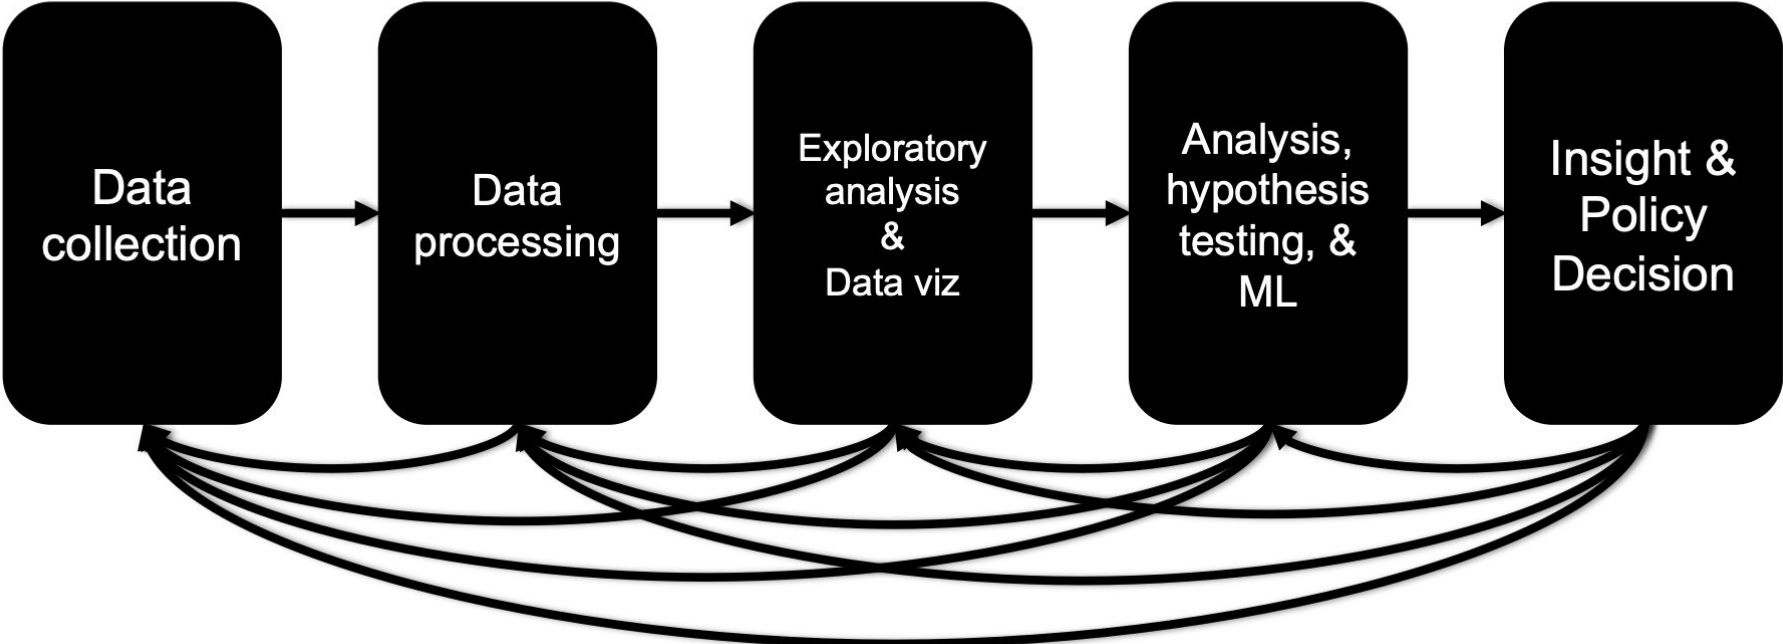 Data
collection
Data
processing
Exploratory
analysis
&
Data viz
Analysis,
hypothesis
testing, &
ML
Insight &
Policy
Decision